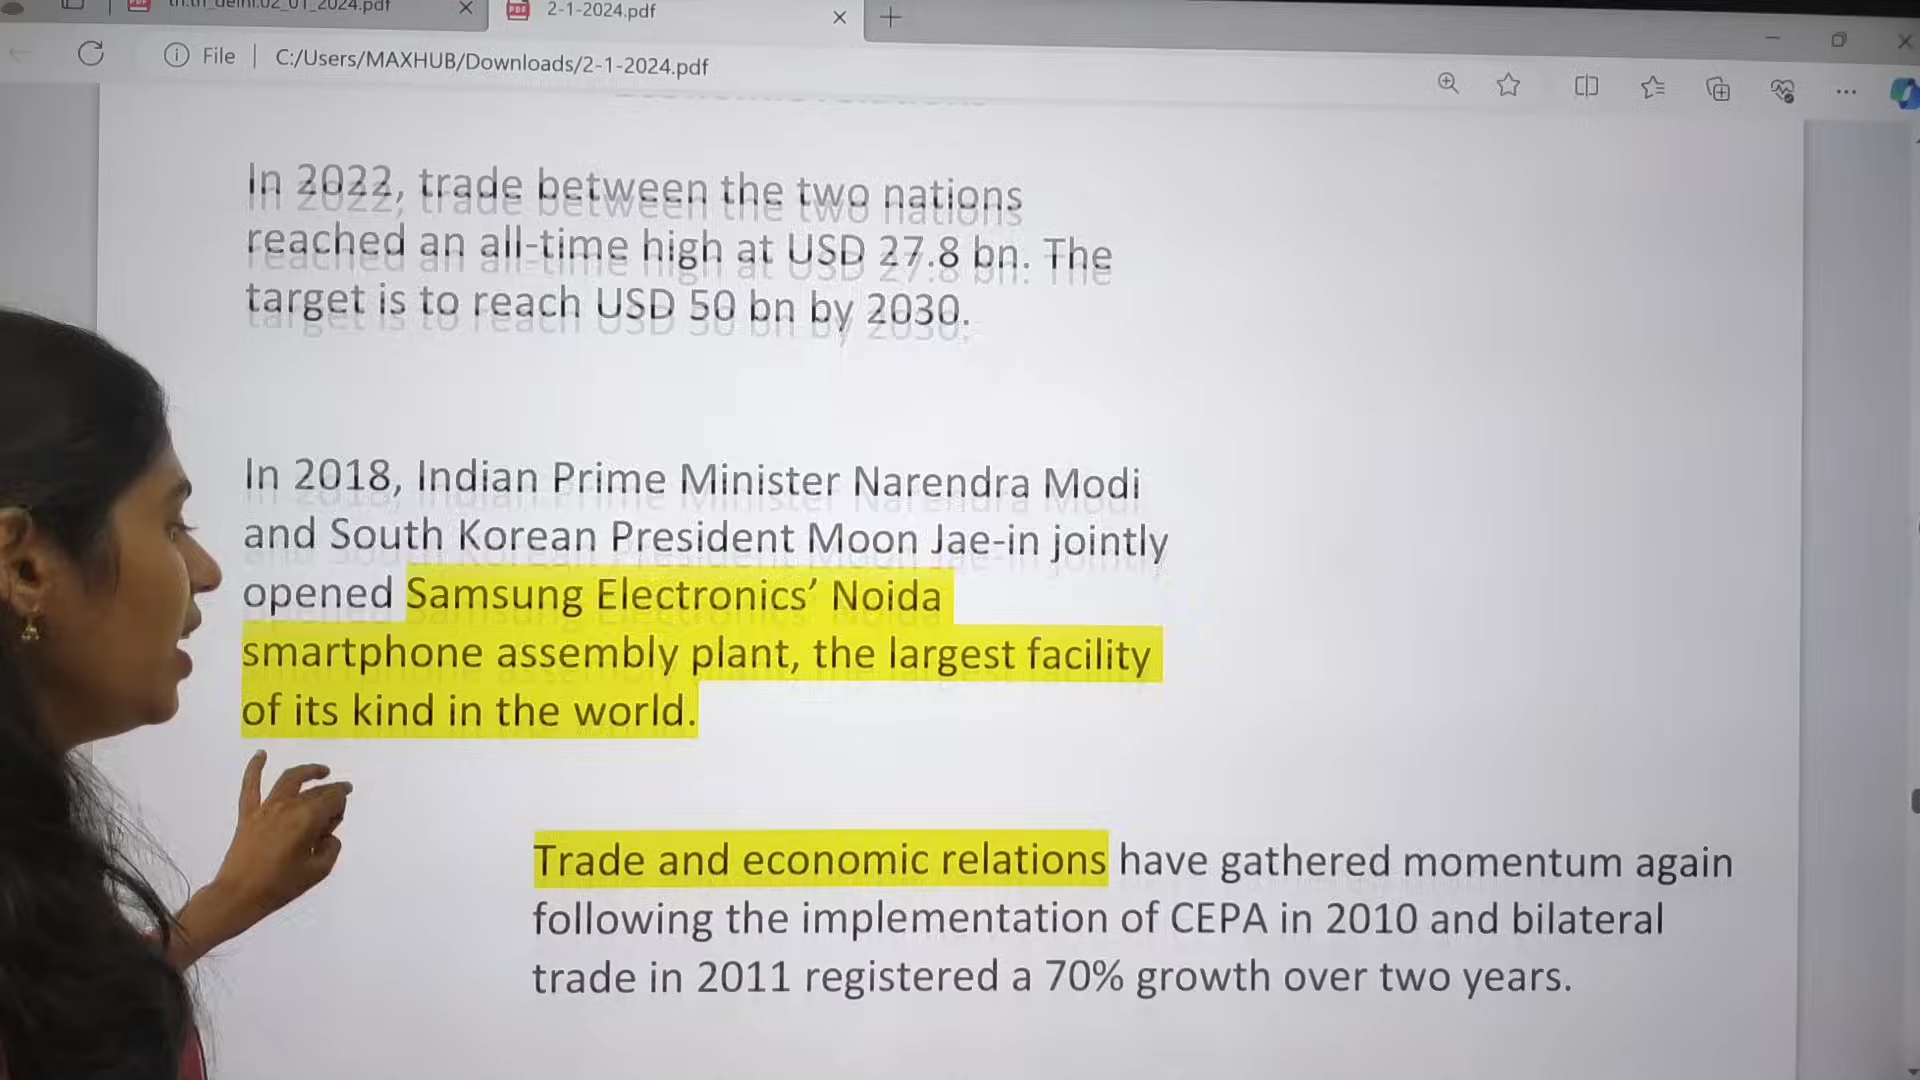 2-1-2024.pdf
File
C:/Users/MAXHUB/Downloads/2-1-2024.pdf
In 2022, trade between the two nations
reached an all-time high at USD 27.8 bn. The
target is to reach USD 50 bn by 2030.
In 2018, Indian Prime Minister Narendra Modi
and South Korean President Moon Jae-in jointly
opened Samsung Electronics’ Noida
smartphone assembly plant, the largest facility
of its kind in the world.
Trade and economic relations have gathered momentum again
following the implementation of CEPA in 2010 and bilateral
trade in 2011 registered a 70% growth over two years.